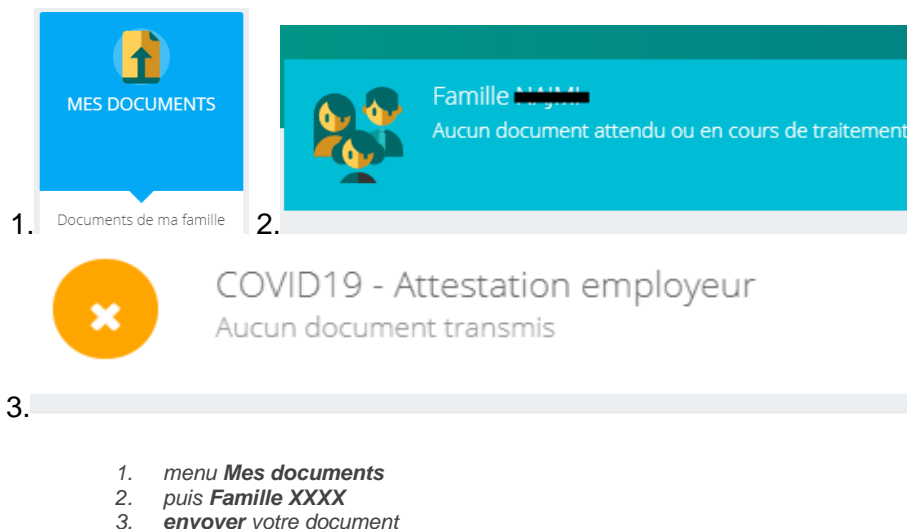 MES DOCUMENTS
Documents de ma famille
1.
2.
Famille
Aucun document attendu ou en cours de traitement
COVID19 - Attestation employeur
Aucun document transmis
3.
1. menu Mes documents
2. puis Famille XXXX
3. envoyer votre document